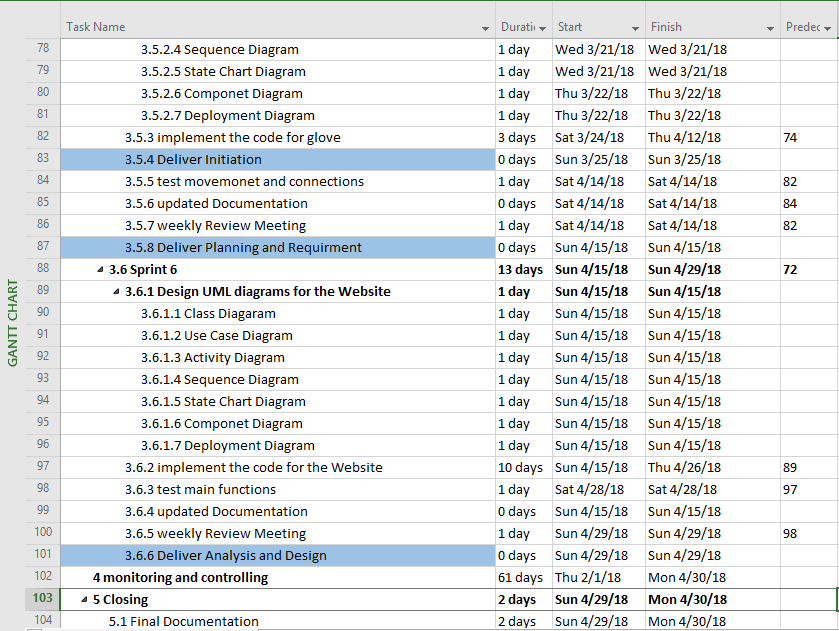 Task Name Duratic Start Finish Predec
78 3.5.2.4 Sequence Diagram 1 day Wed 3/21/18 Wed 3/21/18
79 3.5.2.5 State Chart Diagram 1 day Wed 3/21/18 Wed 3/21/18
80 3.5.2.6 Componet Diagram 1 day Thu 3/22/18 Thu 3/22/18
81 3.5.2.7 Deployment Diagram 1 day Thu 3/22/18 Thu 3/22/18
82 3.5.3 implement the code for glove 3 days Sat 3/24/18 Thu 4/12/18 74
83 3.5.4 Deliver Initiation 0 days Sun 3/25/18 Sun 3/25/18
84 3.5.5 test movemonet and connections 1 day Sat 4/14/18 Sat 4/14/18 82
85 3.5.6 updated Documentation 0 days Sat 4/14/18 Sat 4/14/18 84
86 3.5.7 weekly Review Meeting 1 day Sat 4/14/18 Sat 4/14/18 82
87 3.5.8 Deliver Planning and Requirment 0 days Sun 4/15/18 Sun 4/15/18
88 3.6 Sprint 6 13 days Sun 4/15/18 Sun 4/29/18 72
89 3.6.1 Design UML diagrams for the Website 1 day Sun 4/15/18 Sun 4/15/18
90 3.6.1.1 Class Diagaram 1 day Sun 4/15/18 Sun 4/15/18
91 3.6.1.2 Use Case Diagram 1 day Sun 4/15/18 Sun 4/15/18
92 3.6.1.3 Activity Diagram 1 day Sun 4/15/18 Sun 4/15/18
93 3.6.1.4 Sequence Diagram 1 day Sun 4/15/18 Sun 4/15/18
94 3.6.1.5 State Chart Diagram 1 day Sun 4/15/18 Sun 4/15/18
95 3.6.1.6 Componet Diagram 1 day Sun 4/15/18 Sun 4/15/18
96 3.6.1.7 Deployment Diagram 1 day Sun 4/15/18 Sun 4/15/18
97 3.6.2 implement the code for the Website 10 days Sun 4/15/18 Thu 4/26/18 89
98 3.6.3 test main functions 1 day Sat 4/28/18 Sat 4/28/18 97
99 3.6.4 updated Documentation 0 days Sun 4/15/18 Sun 4/15/18
100 3.6.5 weekly Review Meeting 1 day Sun 4/29/18 Sun 4/29/18 98
101 3.6.6 Deliver Analysis and Design 0 days Sun 4/29/18 Sun 4/29/18
102 4 monitoring and controlling 61 days Thu 2/1/18 Mon 4/30/18
103 5 Closing 2 days Sun 4/29/18 Mon 4/30/18
104 5.1 Final Documentation 2 days Sun 4/29/18 Mon 4/30/18
GANTT CHART